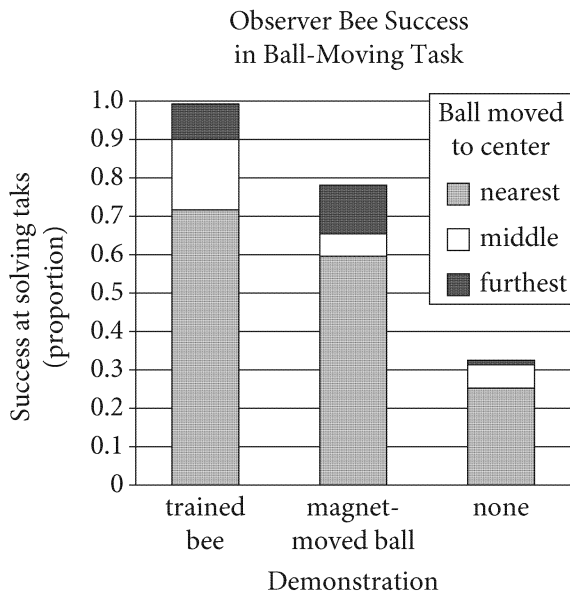 Observer Bee Success
in Ball-Moving Task
Success at solving taks
(proportion)
1.0
0.9
0.8
0.7
0.6
0.5
0.4
0.3
0.2
0.1
0
Ball moved
to center
nearest
middle
furthest
trained
bee
magnet-
moved ball
none
Demonstration